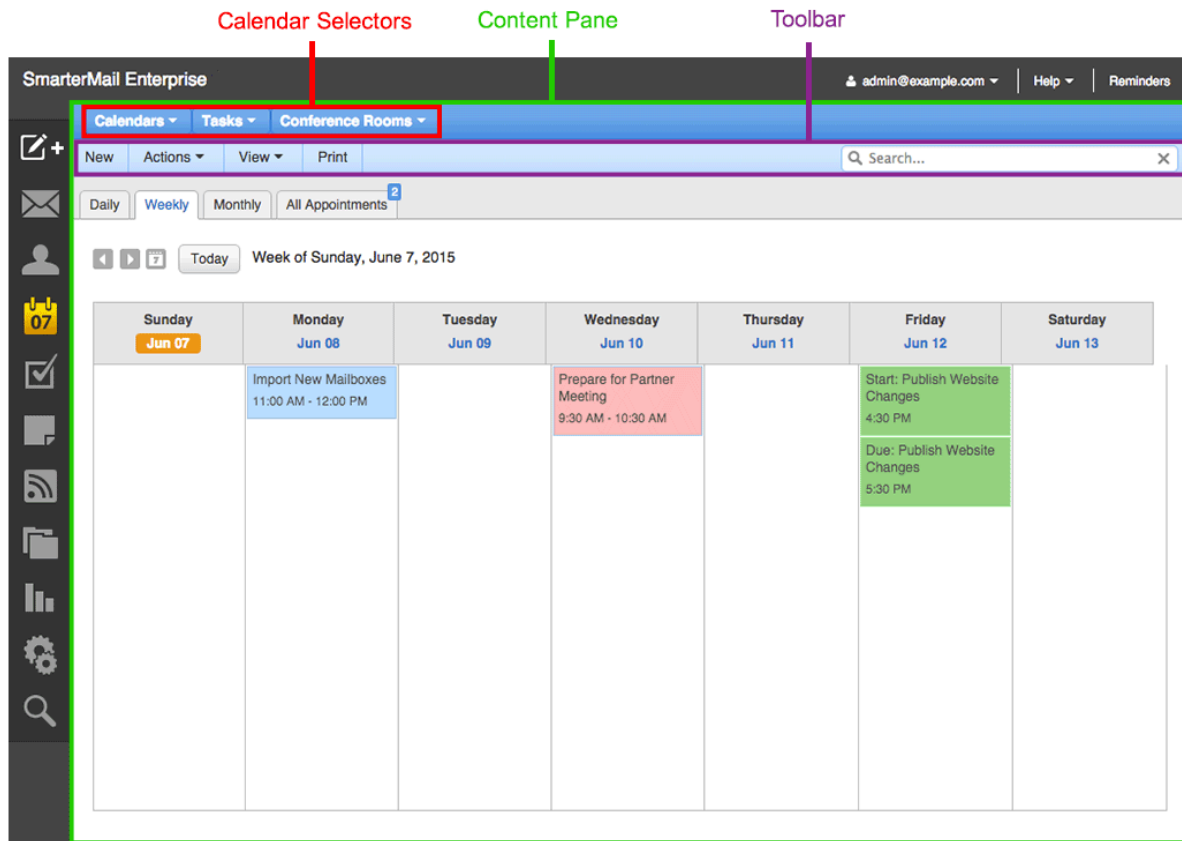 Calendar Selectors
Content Pane
Toolbar
SmarterMail Enterprise
admin@example.com
Help
Reminders
Calendars
Tasks
Conference Rooms
New
Actions
View
Print
Search...
Daily
Weekly
Monthly
All Appointments
2
7
Today
Week of Sunday, June 7, 2015
07
Sunday
Jun 07
Monday
Jun 08
Tuesday
Jun 09
Wednesday
Jun 10
Thursday
Jun 11
Friday
Jun 12
Saturday
Jun 13
Import New Mailboxes
11:00 AM - 12:00 PM
Prepare for Partner
Meeting
9:30 AM - 10:30 AM
Start: Publish Website
Changes
4:30 PM
Due: Publish Website
Changes
5:30 PM